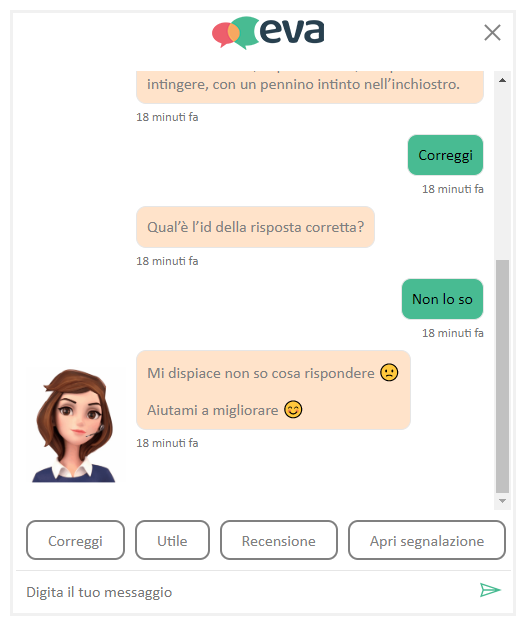 eva
intingere, con un pennino intinto nell'inchiostro.
18 minuti fa
Correggi
18 minuti fa
Qual'è l'id della risposta corretta?
18 minuti fa
Non lo so
18 minuti fa
Mi dispiace non so cosa rispondere 🙁
Aiutami a migliorare 😊
18 minuti fa
Correggi Utile Recensione Apri segnalazione
Digita il tuo messaggio